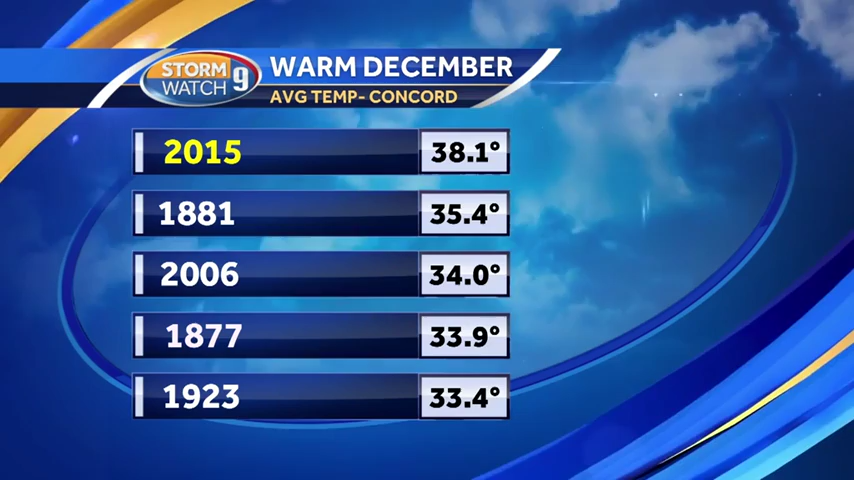 STORM
WATCH 9
WARM DECEMBER
AVG TEMP- CONCORD
2015 38.1°
1881 35.4°
2006 34.0°
1877 33.9°
1923 33.4°